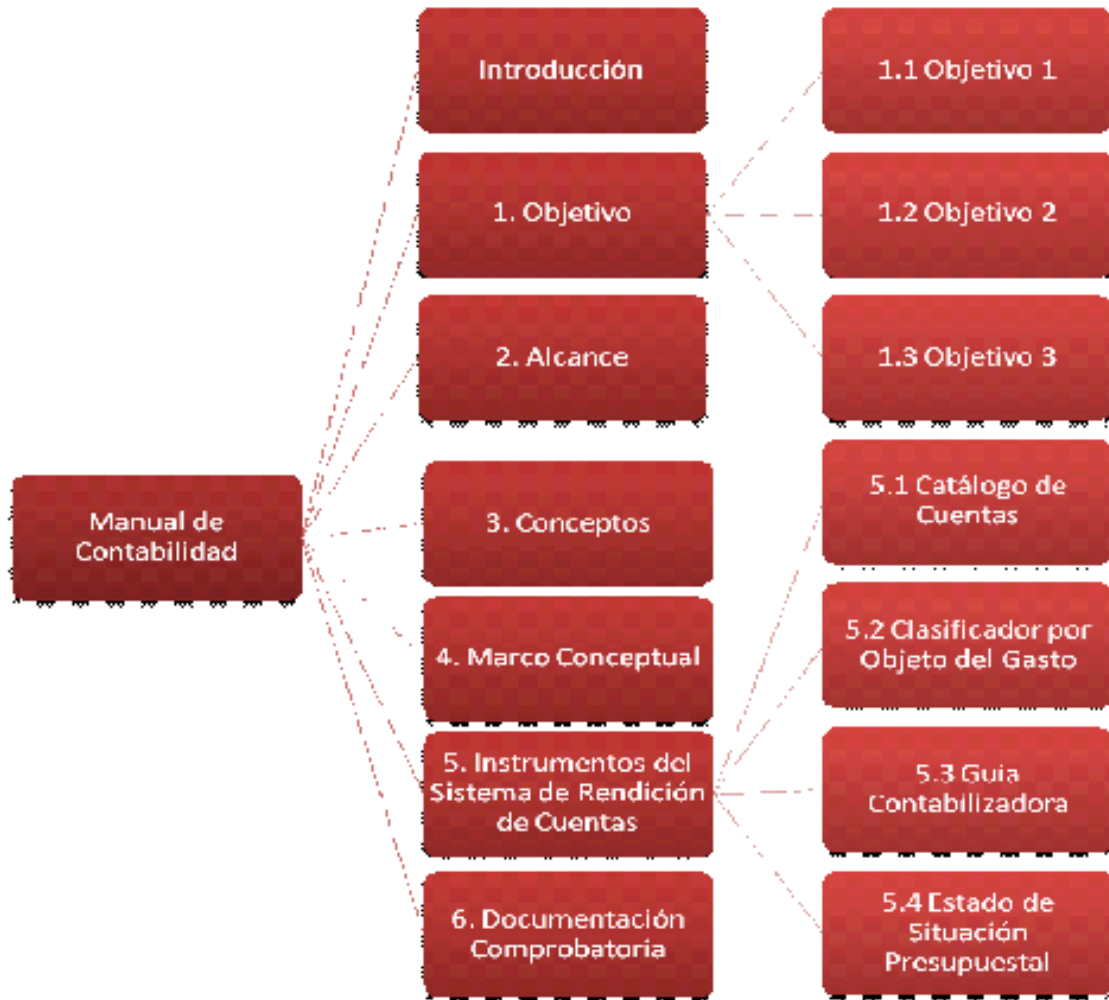 Manual de
Contabilidad
Introducción
1. Objetivo
1.1 Objetivo 1
1.2 Objetivo 2
1.3 Objetivo 3
2. Alcance
3. Conceptos
4. Marco Conceptual
5. Instrumentos del
Sistema de Rendición
de Cuentas
5.1 Catálogo de
Cuentas
5.2 Clasificador por
Objeto del Gasto
5.3 Guia
Contabilizadora
5.4 Estado de
Situación
Presupuestal
6. Documentación
Comprobatoria